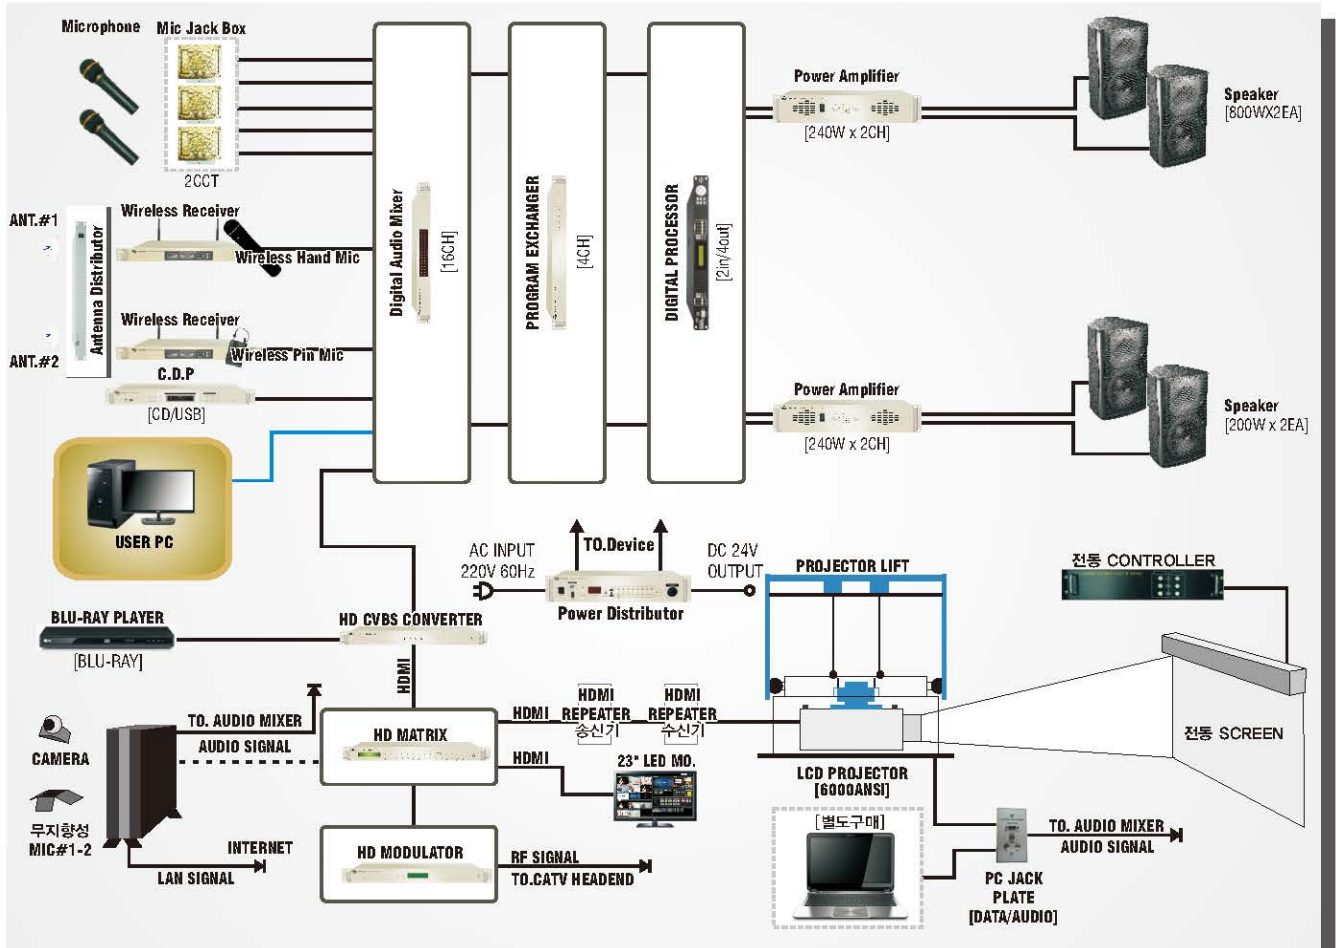 Microphone
Mic Jack Box
2CCT
ANT.#1
ANT.#2
Antenna Distributor
Wireless Receiver
Wireless Hand Mic
Wireless Receiver
Wireless Pin Mic
C.D.P
[CD/USB]
USER PC
Digital Audio Mixer
[16CH]
PROGRAM EXCHANGER
[4CH]
DIGITAL PROCESSOR
[2in/4out]
Power Amplifier
[240W x 2CH]
Speaker
[800WX2EA]
Power Amplifier
[240W x 2CH]
Speaker
[200W x 2EA]
AC INPUT
220V 60Hz
TO.Device
DC 24V
OUTPUT
Power Distributor
PROJECTOR LIFT
전동 CONTROLLER
BLU-RAY PLAYER
[BLU-RAY]
HD CVBS CONVERTER
HDMI
CAMERA
무지향성
MIC#1-2
TO. AUDIO MIXER
AUDIO SIGNAL
INTERNET
LAN SIGNAL
HD MATRIX
HDMI
HDMI
REPEATER
송신기
HDMI
REPEATER
수신기
HDMI
23" LED MO.
LCD PROJECTOR
[6000ANSI]
전동 SCREEN
HD MODULATOR
RF SIGNAL
TO.CATV HEADEND
[별도구매]
PC JACK
PLATE
[DATA/AUDIO]
TO. AUDIO MIXER
AUDIO SIGNAL